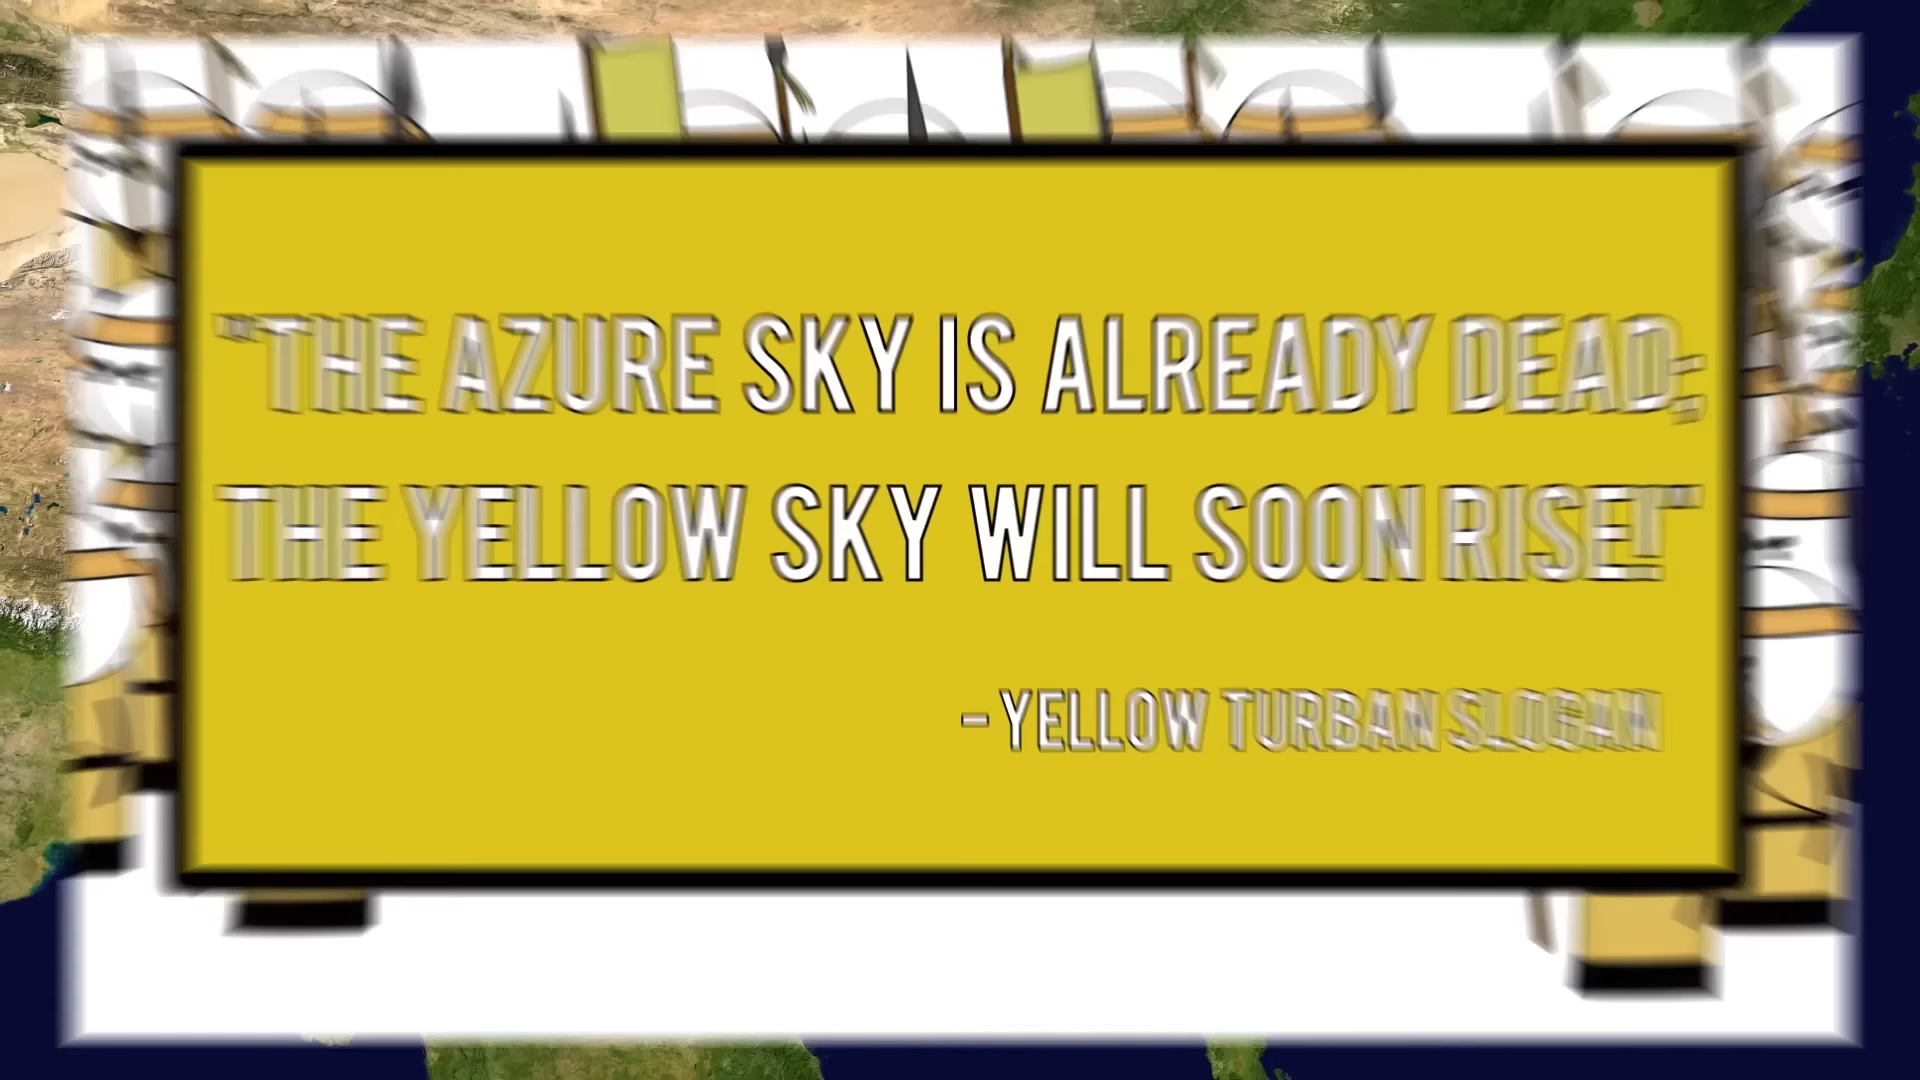 "THE AZURE SKY IS ALREADY DEAD;
THE YELLOW SKY WILL SOON RISE!"
- YELLOW TURBAN SLOGAN